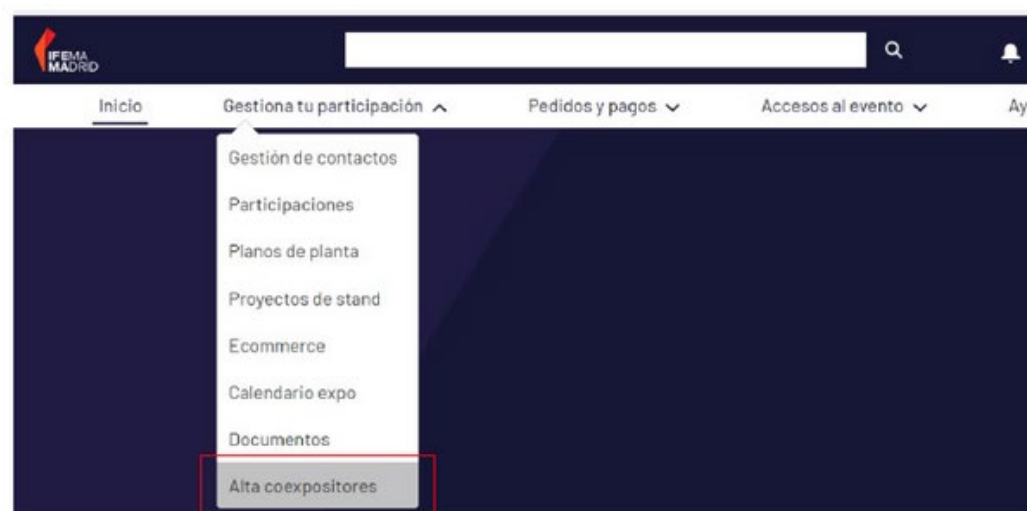 IFEMA
MADRID
Inicio
Gestiona tu participación
Pedidos y pagos
Accesos al evento
Ay
Gestión de contactos
Participaciones
Planos de planta
Proyectos de stand
Ecommerce
Calendario expo
Documentos
Alta coexpositores